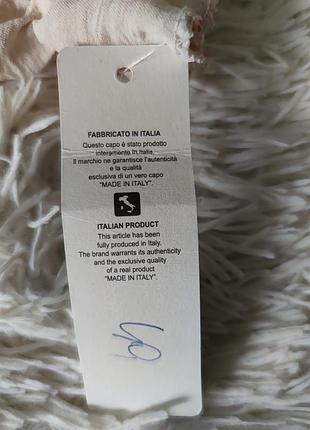 FABBRICATO IN ITALIA
Questo capo é stato prodotto
interamente In Italia.
Il marchio ne garantisce l'autenticità
e la qualità
esclusiva di un vero capo
"MADE IN ITALY".
ITALIAN PRODUCT
This article has been
fully produced in Italy.
The brand warrants its authenticity
and the exclusive quality
of a real product
"MADE IN ITALY"